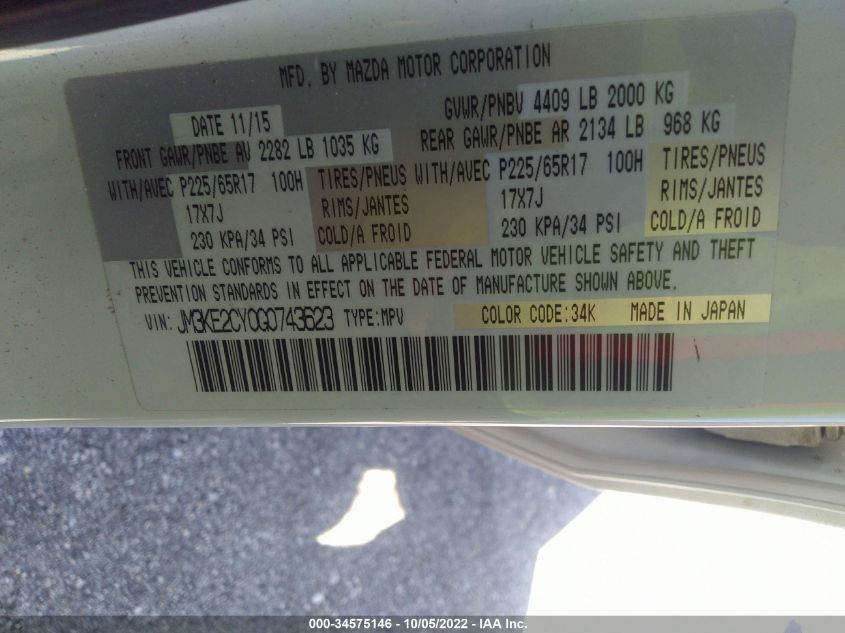 MFD. BY MAZDA MOTOR CORPORATION
DATE 11/15 GVWR/PNBV 4409 LB 2000 KG
FRONT GAWR/PNBE AV 2282 LB 1035 KG REAR GAWR/PNBE AR 2134 LB 968 KG
WITH/AVEC P225/65R17 100H TIRES/PNEUS WITH/AVEC P225/65R17 100H TIRES/PNEUS
17X7J RIMS/JANTES 17X7J RIMS/JANTES
230 KPA/34 PSI COLD/A FROID 230 KPA/34 PSI COLD/A FROID
THIS VEHICLE CONFORMS TO ALL APPLICABLE FEDERAL MOTOR VEHICLE SAFETY AND THEFT
PREVENTION STANDARDS IN EFFECT ON THE DATE OF MANUFACTURE SHOWN ABOVE.
VIN: JM3KE2CY0G0743623 TYPE:MPV COLOR CODE:34K MADE IN JAPAN
000-34575146 - 10/05/2022 - IAA Inc.